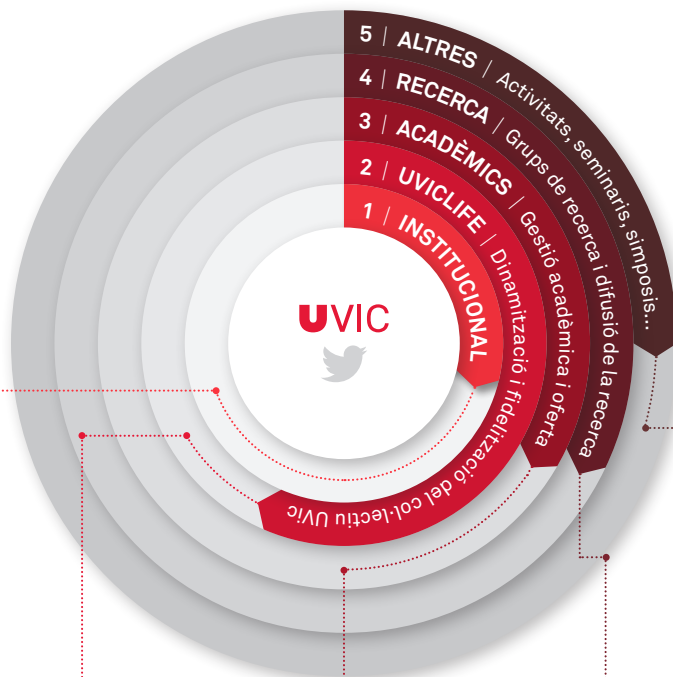 5 | ALTRES | Activitats, seminaris, simposis...
4 | RECERCA | Grups de recerca i difusió de la recerca
3 | ACADÈMICS | Gestió acadèmica i oferta
2 | UVICLIFE | Dinamització i fidelització del col·lectiu UVic
1 | INSTITUCIONAL
UVIC